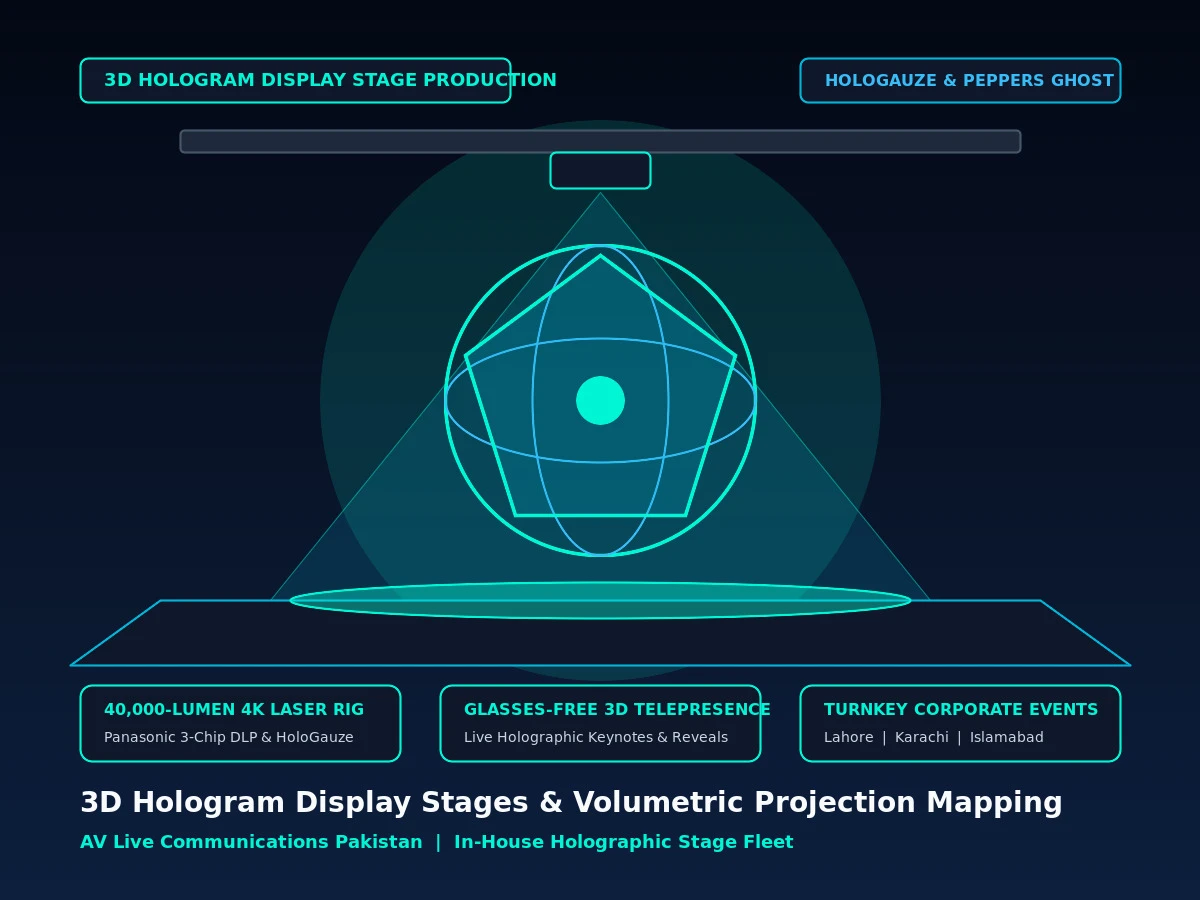 3D HOLOGRAM DISPLAY STAGE PRODUCTION
HOLOGAUZE & PEPPERS GHOST
40,000-LUMEN 4K LASER RIG
Panasonic 3-Chip DLP & HoloGauze
GLASSES-FREE 3D TELEPRESENCE
Live Holographic Keynotes & Reveals
TURNKEY CORPORATE EVENTS
Lahore | Karachi | Islamabad
3D Hologram Display Stages & Volumetric Projection Mapping
AV Live Communications Pakistan | In-House Holographic Stage Fleet